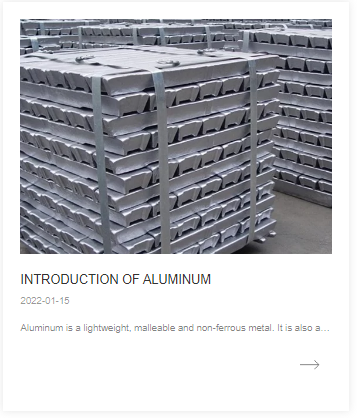 INTRODUCTION OF ALUMINUM
2022-01-15
Aluminum is a lightweight, malleable and non-ferrous metal. It is also a...